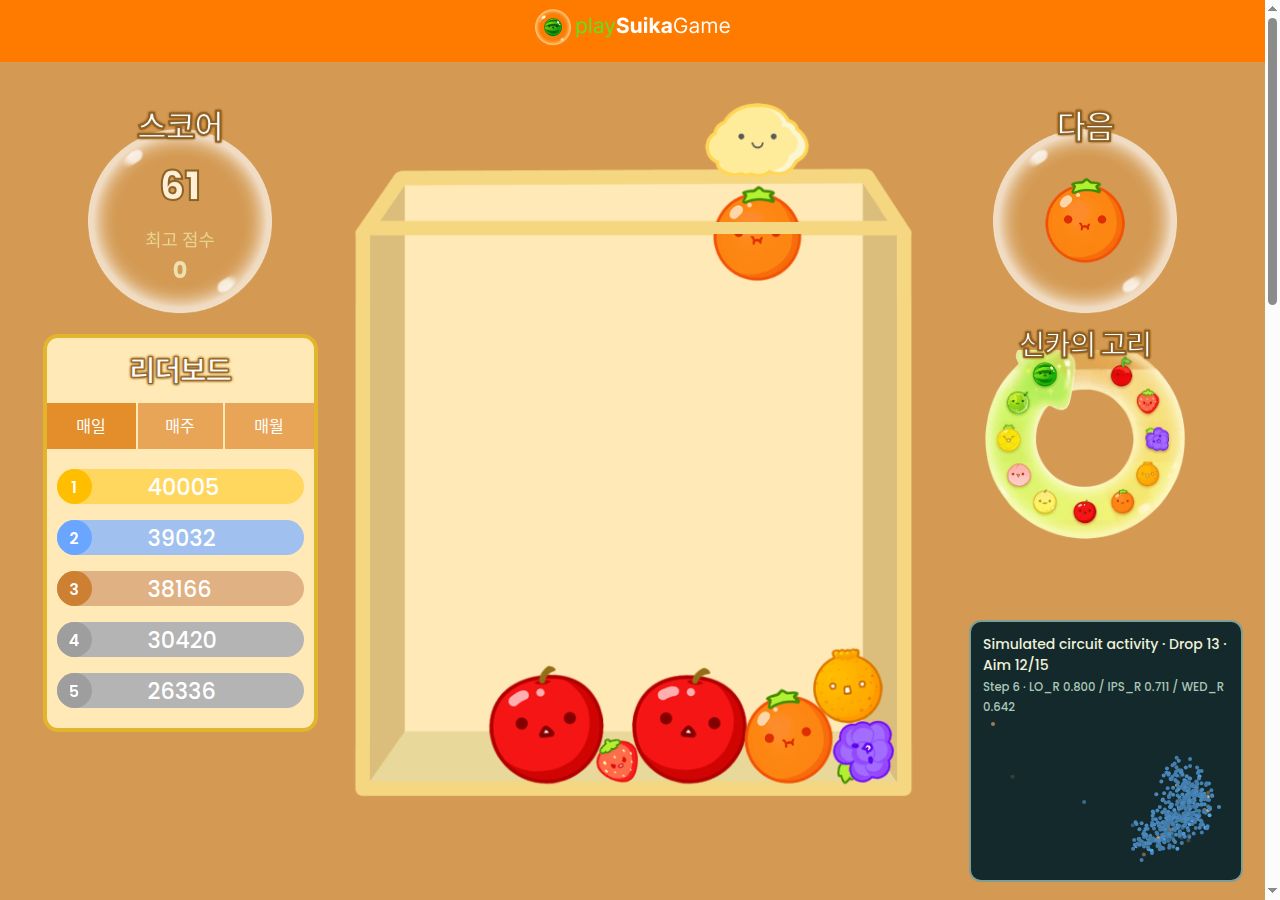 playSuikaGame
스코어
61
최고 점수
0
리더보드
매일 매주 매월
1 40005
2 39032
3 38166
4 30420
5 26336
다음
신카의 고리
Simulated circuit activity · Drop 13 ·
Aim 12/15
Step 6 · LO_R 0.800 / IPS_R 0.711 / WED_R
0.642